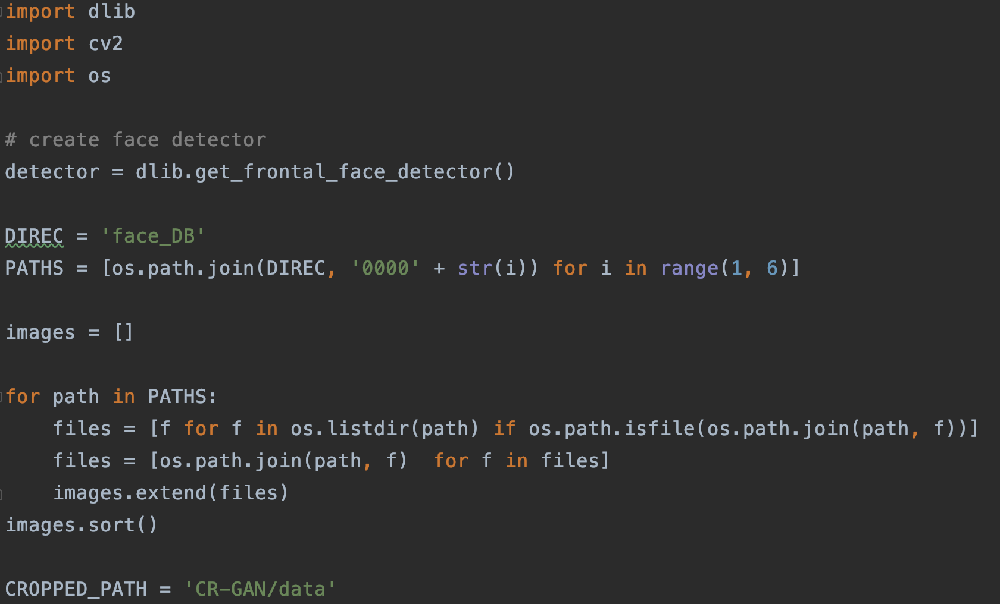 import dlib
import cv2
import os
# create face detector
detector = dlib.get_frontal_face_detector()
DIREC = 'face_DB'
PATHS = [os.path.join(DIREC, '0000' + str(i)) for i in range(1, 6)]
images = []
for path in PATHS:
    files = [f for f in os.listdir(path) if os.path.isfile(os.path.join(path, f))]
    files = [os.path.join(path, f)  for f in files]
    images.extend(files)
images.sort()
CROPPED_PATH = 'CR-GAN/data'